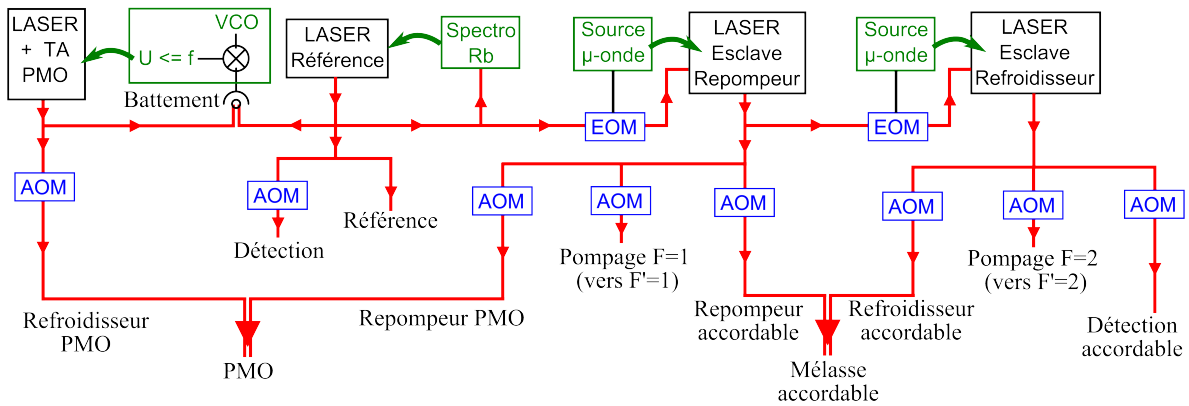 LASER
+ TA
PMO
VCO
U <= f
Battement
LASER
Référence
Spectro
Rb
Source
µ-onde
LASER
Esclave
Repompeur
Source
µ-onde
LASER
Esclave
Refroidisseur
EOM
EOM
AOM
AOM
AOM
AOM
AOM
AOM
AOM
AOM
Détection
Référence
Pompage F=1
(vers F'=1)
Pompage F=2
(vers F'=2)
Refroidisseur
PMO
Repompeur PMO
Repompeur
accordable
Refroidisseur
accordable
Détection
accordable
PMO
Mélasse
accordable